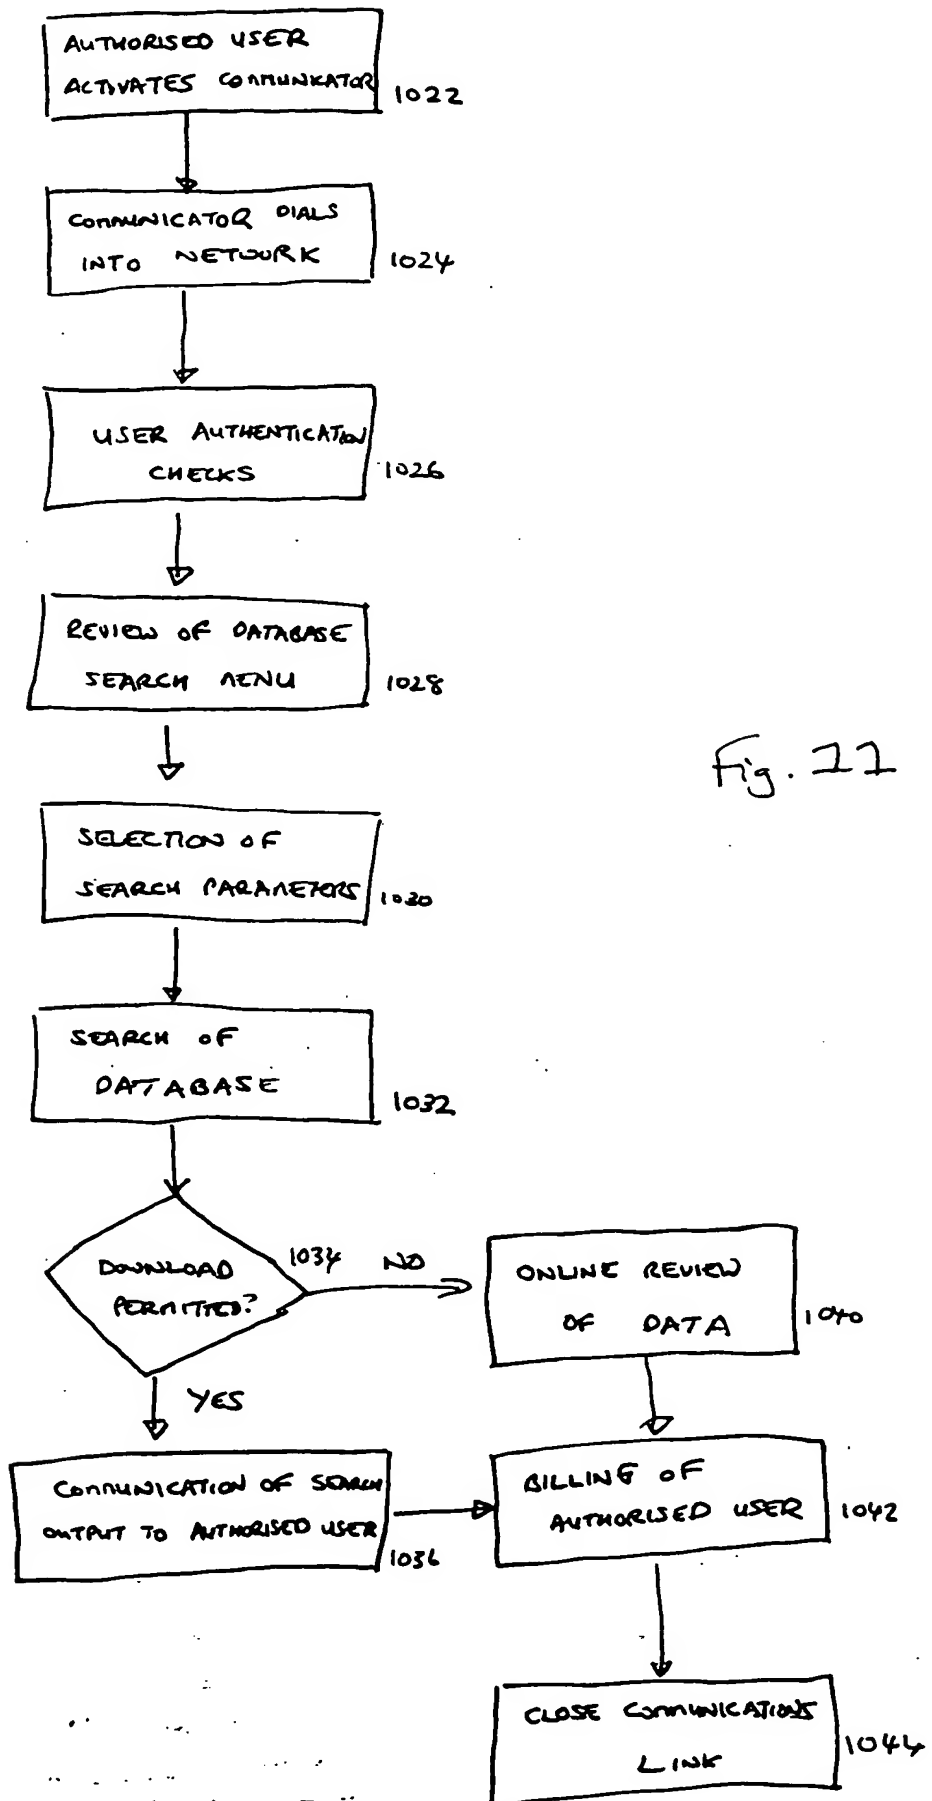 AUTHORISED USER
ACTIVATES COMMUNICATOR
1022
COMMUNICATOR DIALS
INTO NETWORK
1024
USER AUTHENTICATION
CHECKS
1026
REVIEW OF DATABASE
SEARCH MENU
1028
Fig. 11
SELECTION OF
SEARCH PARAMETERS
1030
SEARCH OF
DATABASE
1032
DOWNLOAD
PERMITTED?
1034
NO
ONLINE REVIEW
OF DATA
1040
YES
COMMUNICATION OF SEARCH
OUTPUT TO AUTHORISED USER
1036
BILLING OF
AUTHORISED USER
1042
CLOSE COMMUNICATIONS
LINK
1044